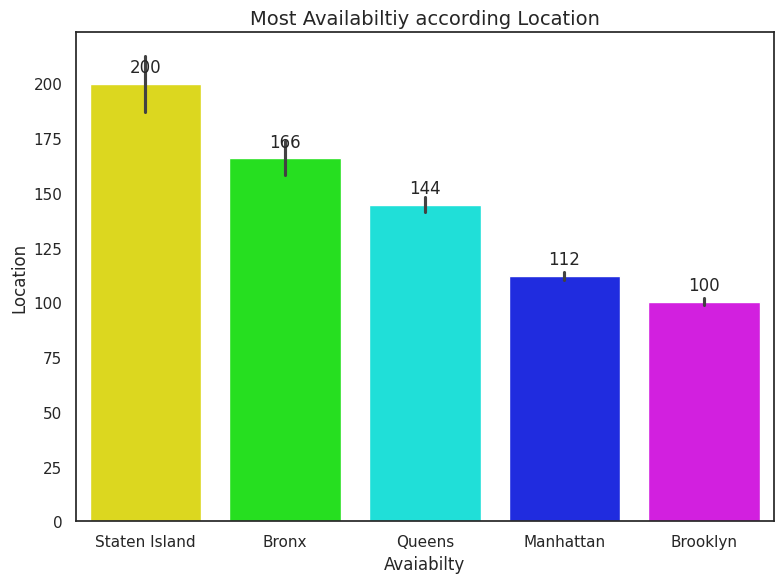 Most Availabiltiy according Location
Location
200
175
150
125
100
75
50
25
0
200
166
144
112
100
Staten Island
Bronx
Queens
Manhattan
Brooklyn
Avaiabilty